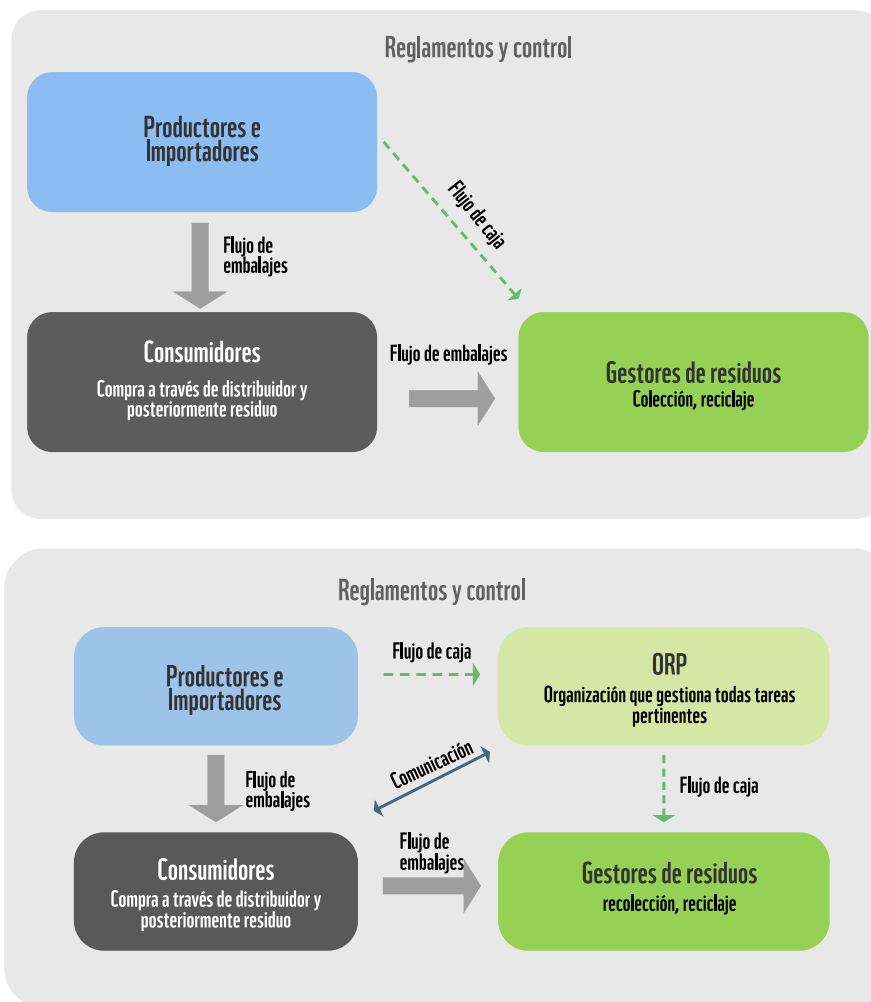 Reglamentos y control
Productores e
Importadores
Flujo de caja
Flujo de
embalajes
Consumidores
Compra a través de distribuidor y
posteriormente residuo
Flujo de embalajes
Gestores de residuos
Colección, reciclaje
Reglamentos y control
Productores e
Importadores
Flujo de caja
ORP
Organización que gestiona todas tareas
pertinentes
Comunicación
Flujo de
embalajes
Flujo de caja
Consumidores
Compra a través de distribuidor y
posteriormente residuo
Flujo de
embalajes
Gestores de residuos
recolección, reciclaje